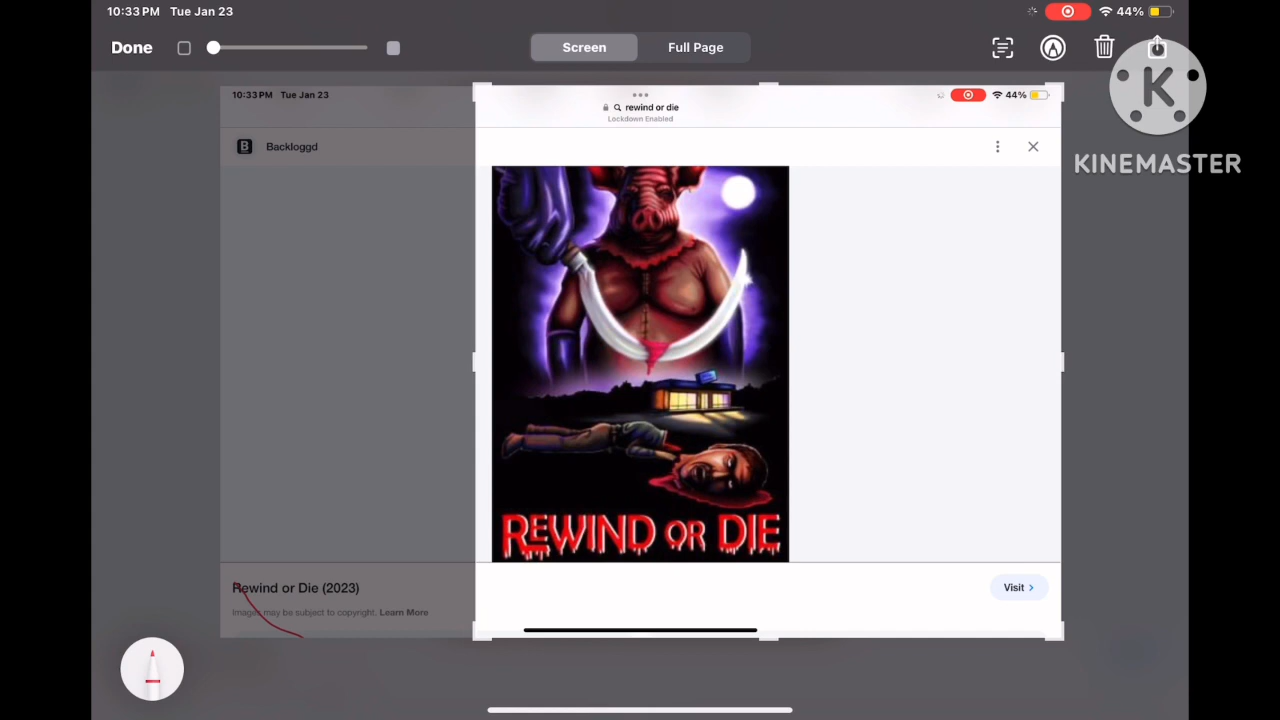 10:33 PM Tue Jan 23
44%
Done
Screen
Full Page
K
KINEMASTER
10:33 PM Tue Jan 23
rewind or die
44%
Lockdown Enabled
B
Backloggd
REWIND OR DIE
Rewind or Die (2023)
Visit >
Images may be subject to copyright. Learn More